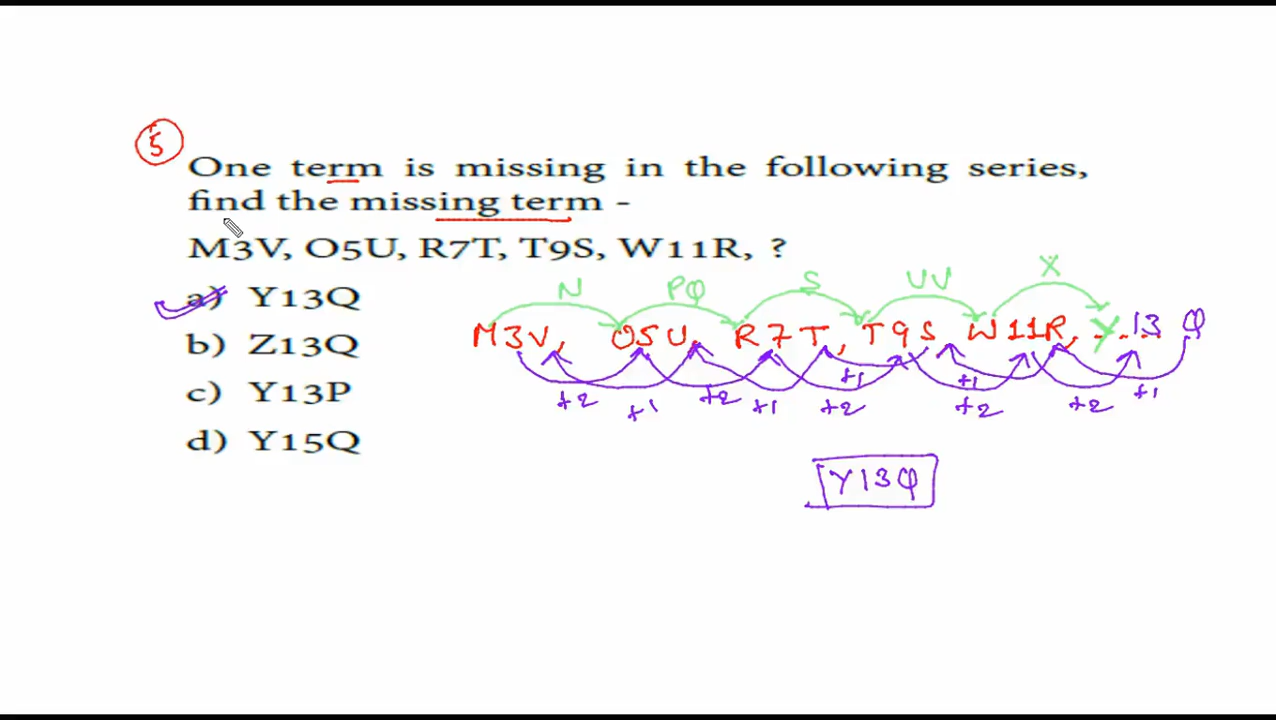 5
One term is missing in the following series,
find the missing term -
M3V, O5U, R7T, T9S, W11R, ?
a) Y13Q
b) Z13Q
c) Y13P
d) Y15Q
N PQ S UV X
M3V, O5U, R7T, T9S W11R, Y...13 Q
+1 +1 +1
+2 +1 +2 +1 +2 +2 +2
Y13Q